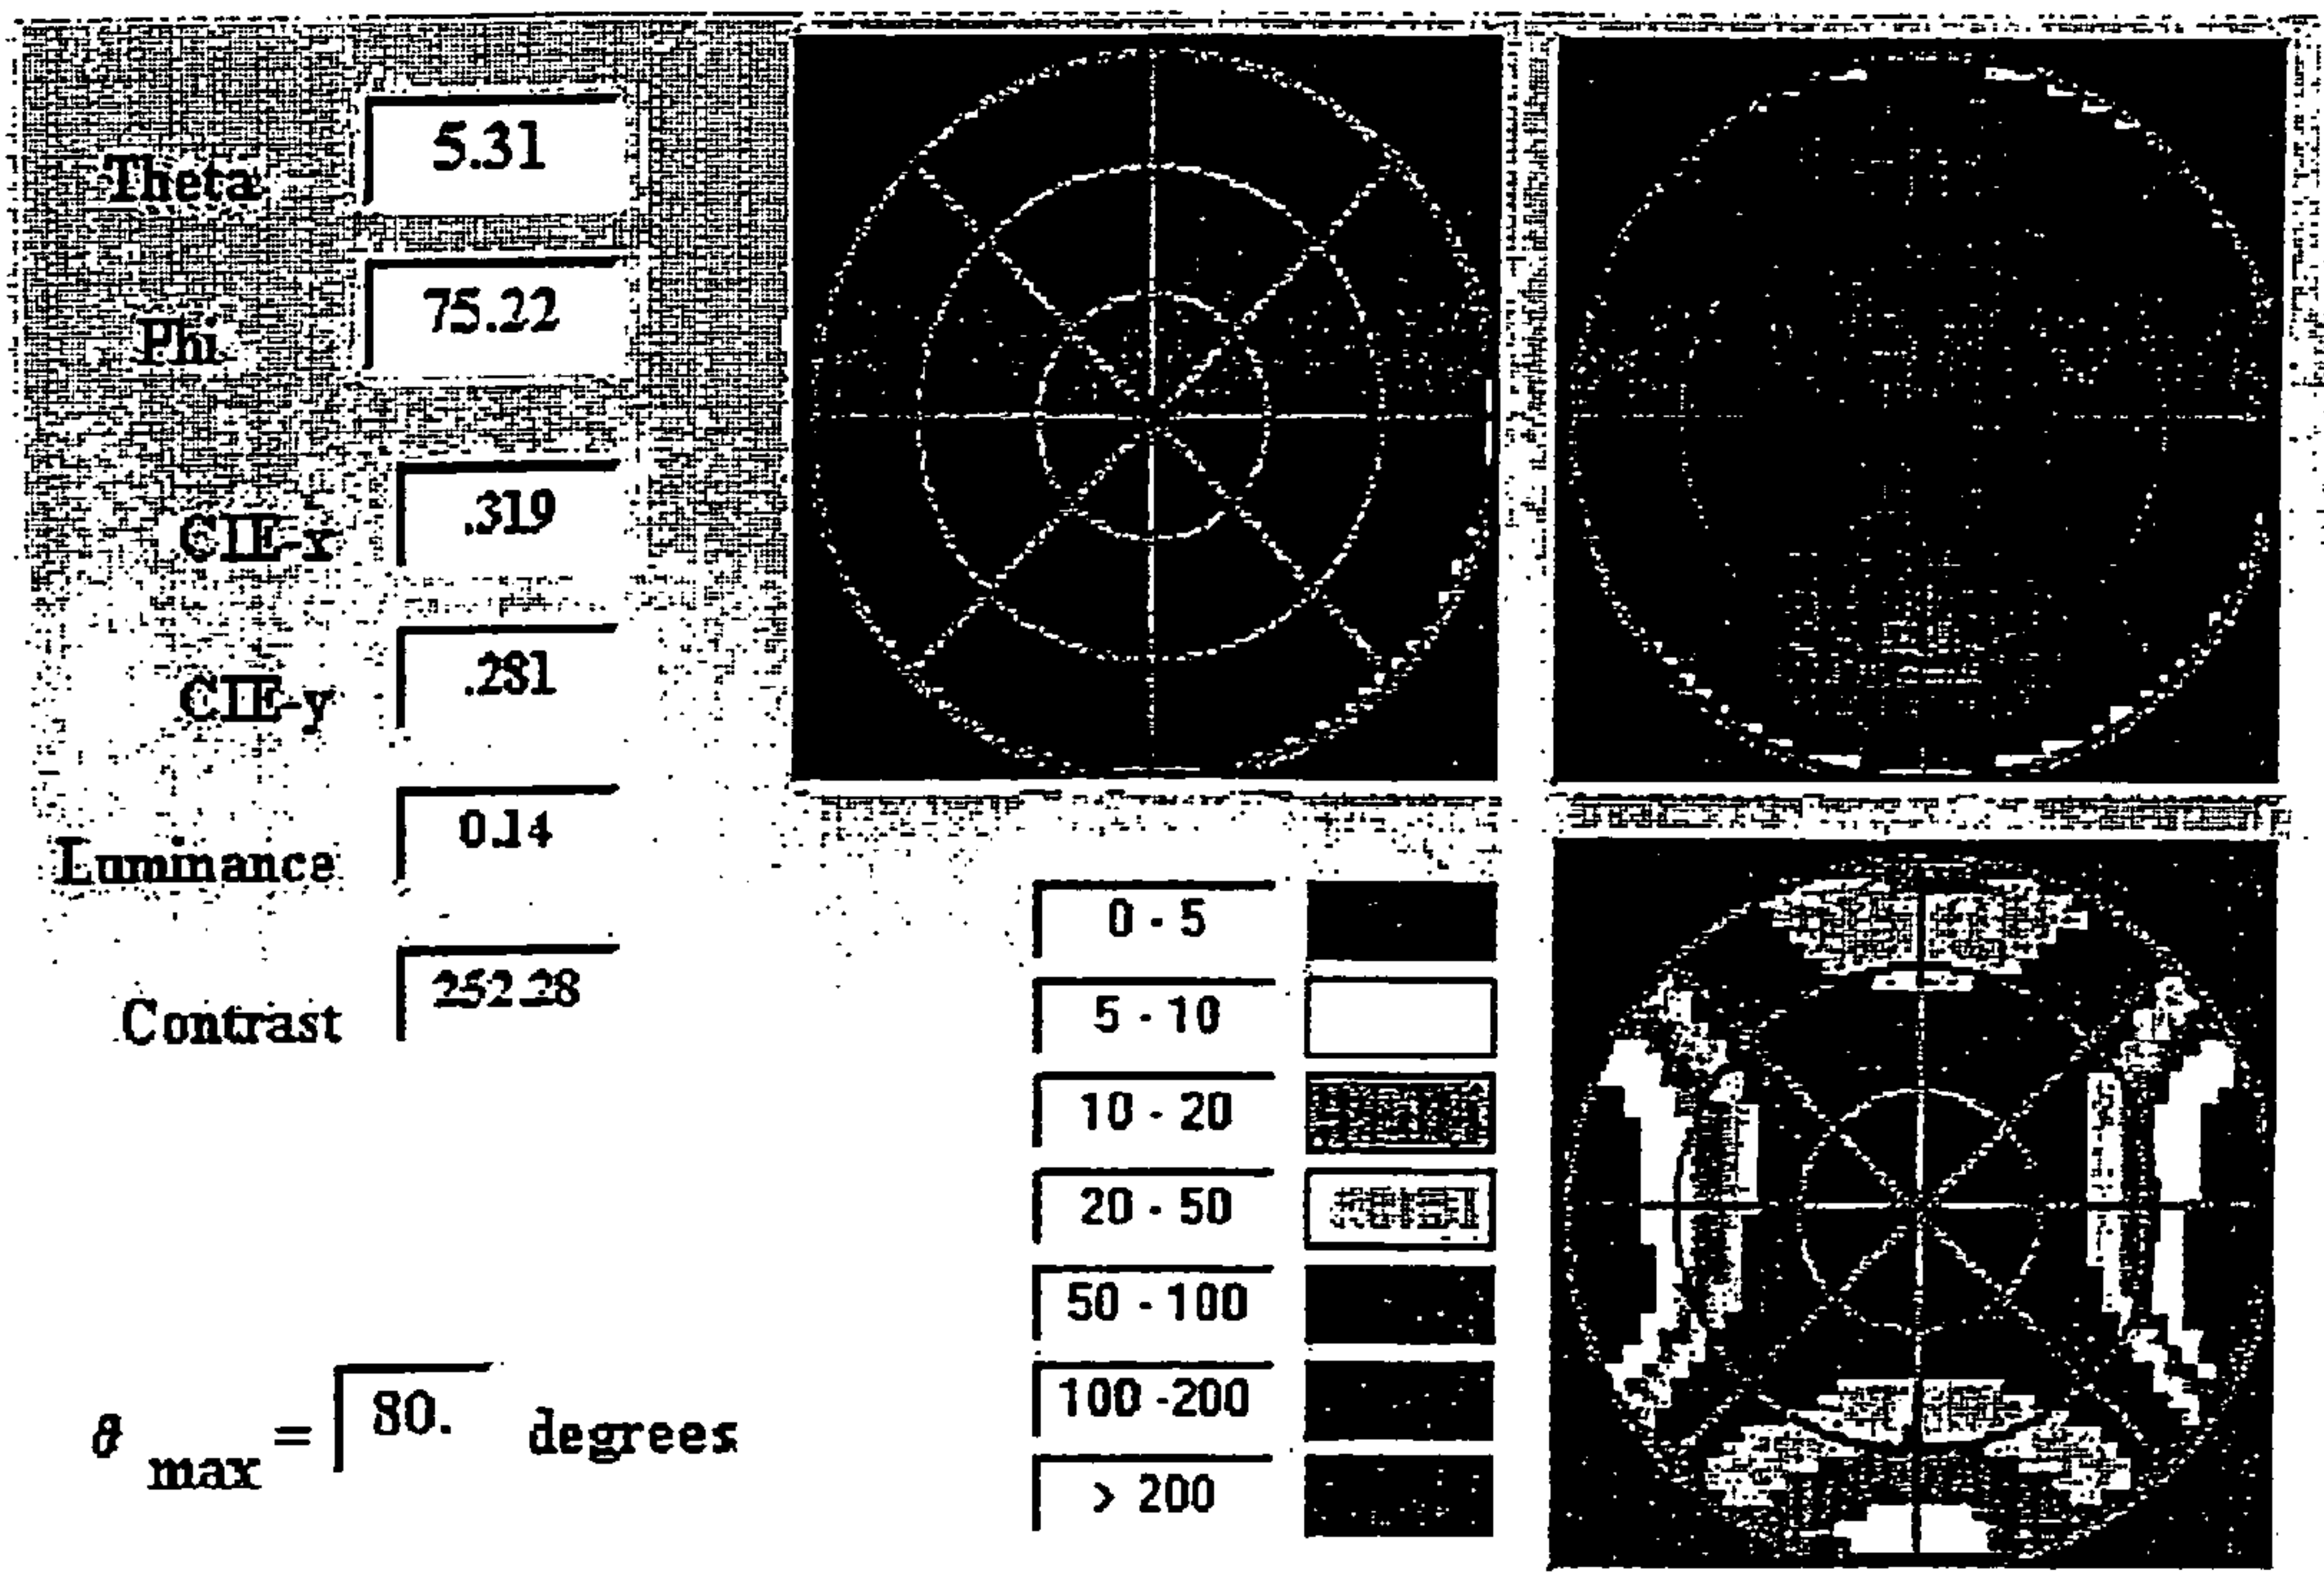 Theta 5.31
Phi 75.22
CIE-x .319
CIE-y .281
Luminance 0.14
Contrast 252.28
0 - 5
5 - 10
10 - 20
20 - 50
50 - 100
100 -200
> 200
θ max = 80. degrees